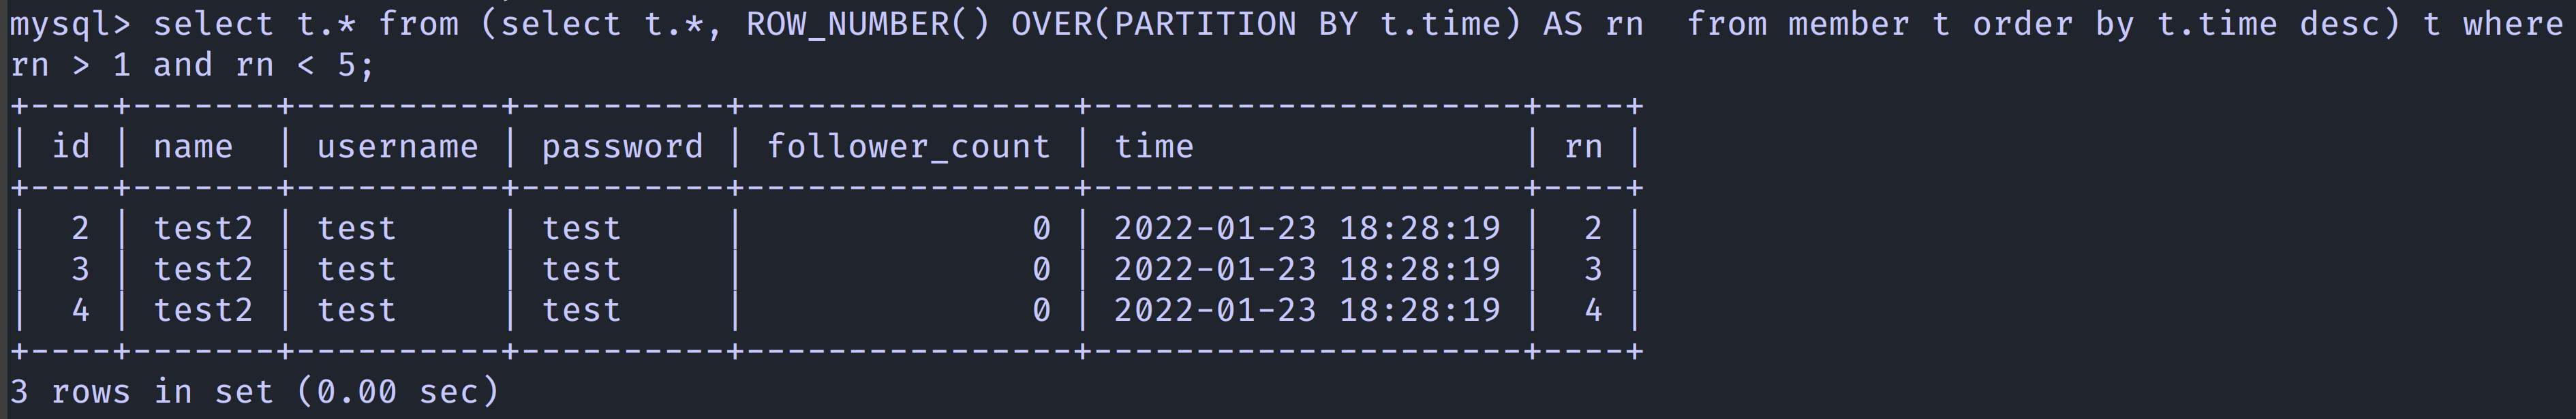 mysql> select t.* from (select t.*, ROW_NUMBER() OVER(PARTITION BY t.time) AS rn  from member t order by t.time desc) t where
rn > 1 and rn < 5;
+----+-------+----------+----------+----------------+---------------------+----+
| id | name  | username | password | follower_count | time                | rn |
+----+-------+----------+----------+----------------+---------------------+----+
|  2 | test2 | test     | test     |              0 | 2022-01-23 18:28:19 |  2 |
|  3 | test2 | test     | test     |              0 | 2022-01-23 18:28:19 |  3 |
|  4 | test2 | test     | test     |              0 | 2022-01-23 18:28:19 |  4 |
+----+-------+----------+----------+----------------+---------------------+----+
3 rows in set (0.00 sec)